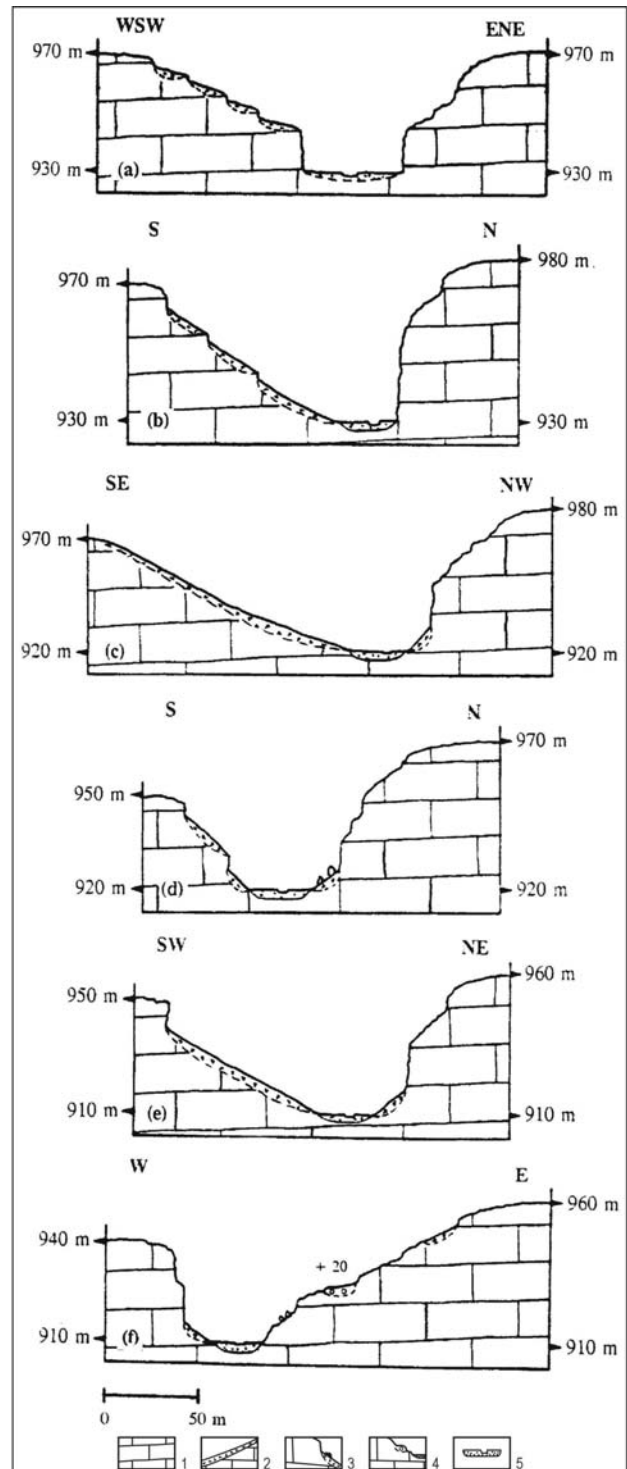 WSW ENE
970 m 970 m
930 m (a) 930 m
S N
970 m 980 m .
930 m (b) 930 m
SE NW
970 m 980 m
920 m (c) 920 m
S N
950 m 970 m
920 m (d) 920 m
SW NE
950 m 960 m
910 m (e) 910 m
W E
940 m 960 m
+ 20
910 m (f) 910 m
0 50 m
1 2 3 4 5